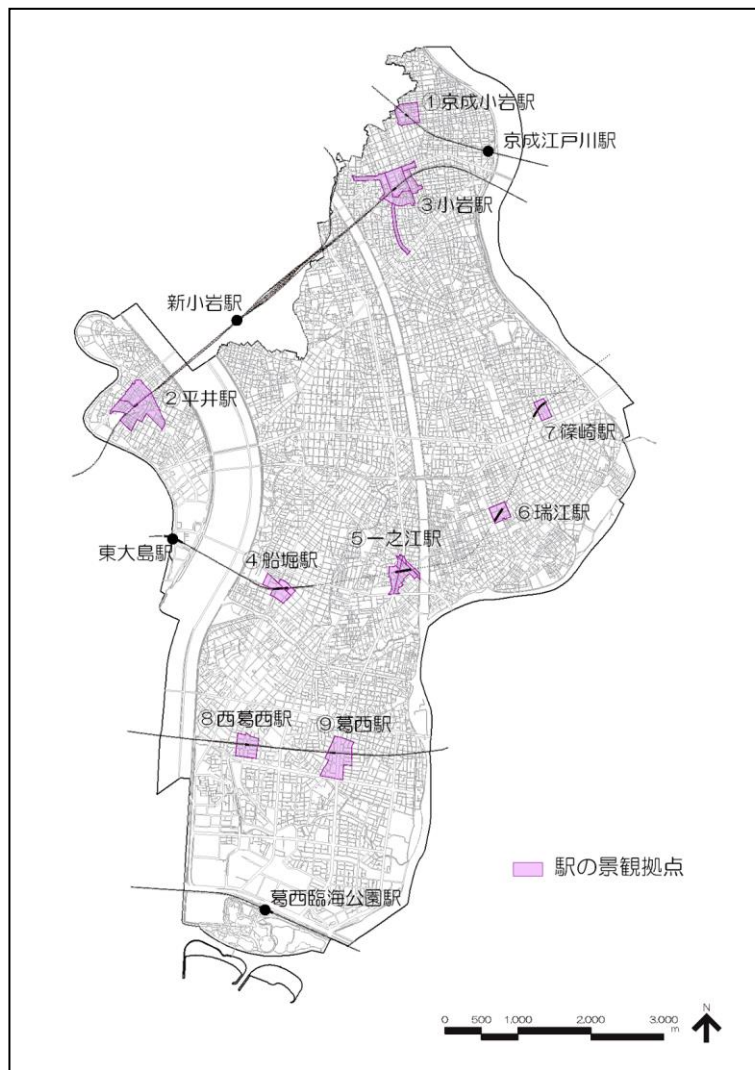 ①京成小岩駅
京成江戸川駅
③小岩駅
新小岩駅
②平井駅
⑦篠崎駅
⑥瑞江駅
東大島駅
⑤一之江駅
④船堀駅
⑧西葛西駅
⑨葛西駅
駅の景観拠点
葛西臨海公園駅
0 500 1,000 2,000 3,000
m
N